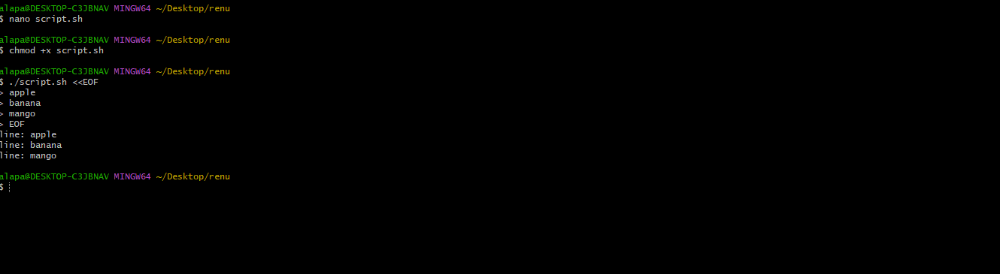 alapa@DESKTOP-C3JBNAV MINGW64 ~/Desktop/renu
$ nano script.sh
alapa@DESKTOP-C3JBNAV MINGW64 ~/Desktop/renu
$ chmod +x script.sh
alapa@DESKTOP-C3JBNAV MINGW64 ~/Desktop/renu
$ ./script.sh <<EOF
> apple
> banana
> mango
> EOF
line: apple
line: banana
line: mango
alapa@DESKTOP-C3JBNAV MINGW64 ~/Desktop/renu
$